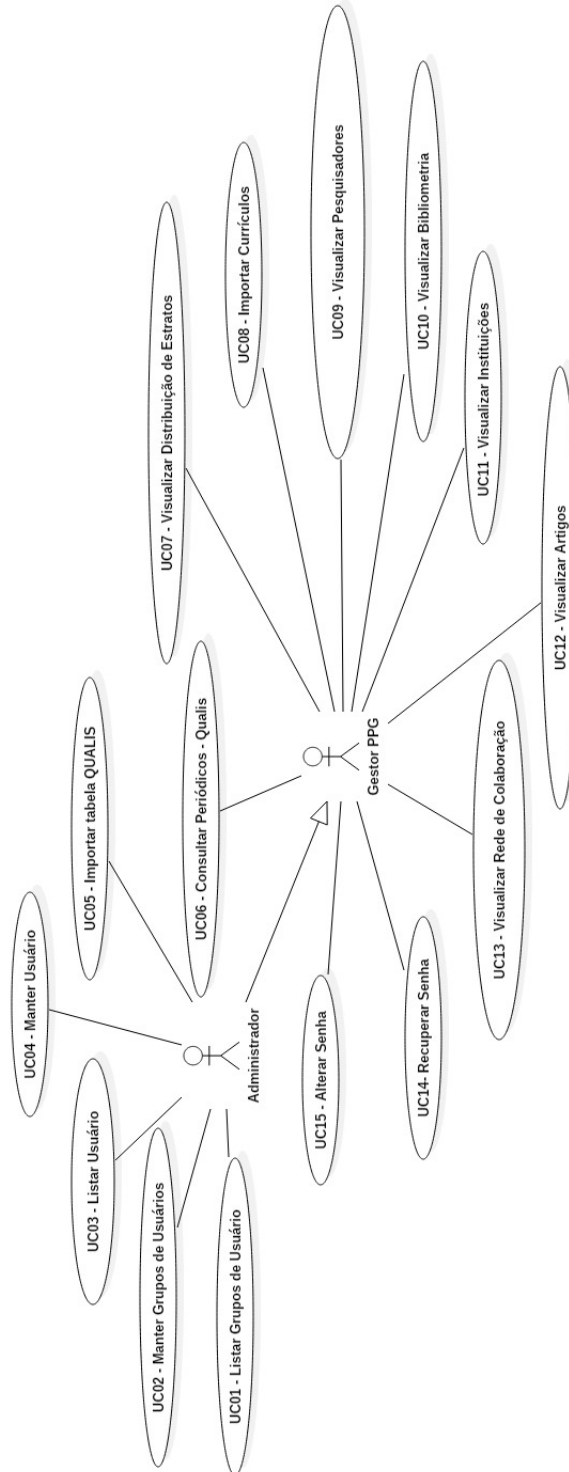 UC01 - Listar Grupos de Usuário
UC02 - Manter Grupos de Usuários
UC03 - Listar Usuário
UC04 - Manter Usuário
UC05 - Importar tabela QUALIS
Administrador
UC06 - Consultar Periódicos - Qualis
UC07 - Visualizar Distribuição de Estratos
UC08 - Importar Currículos
UC09 - Visualizar Pesquisadores
UC10 - Visualizar Bibliometria
UC11 - Visualizar Instituições
UC12 - Visualizar Artigos
Gestor PPG
UC13 - Visualizar Rede de Colaboração
UC14- Recuperar Senha
UC15 - Alterar Senha